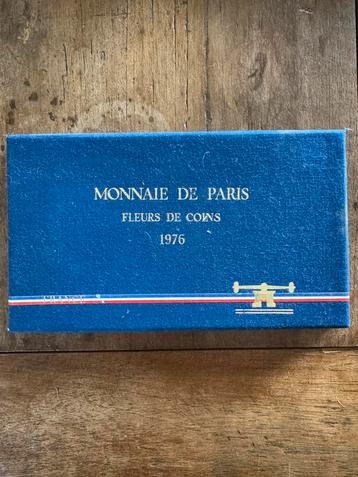 MONNAIE DE PARIS
FLEURS DE COINS
1976